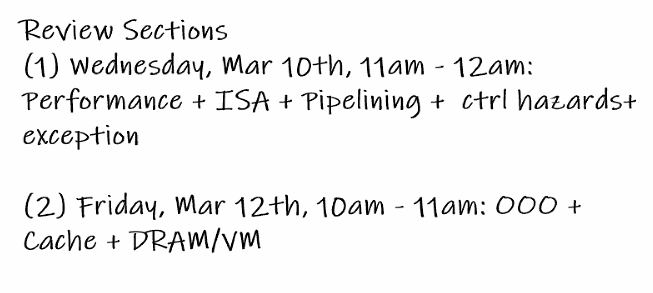 Review Sections
(1) Wednesday, Mar 10th, 11am - 12am:
Performance + ISA + Pipelining + ctrl hazards+
exception
(2) Friday, Mar 12th, 10am - 11am: OOO +
Cache + DRAM/VM